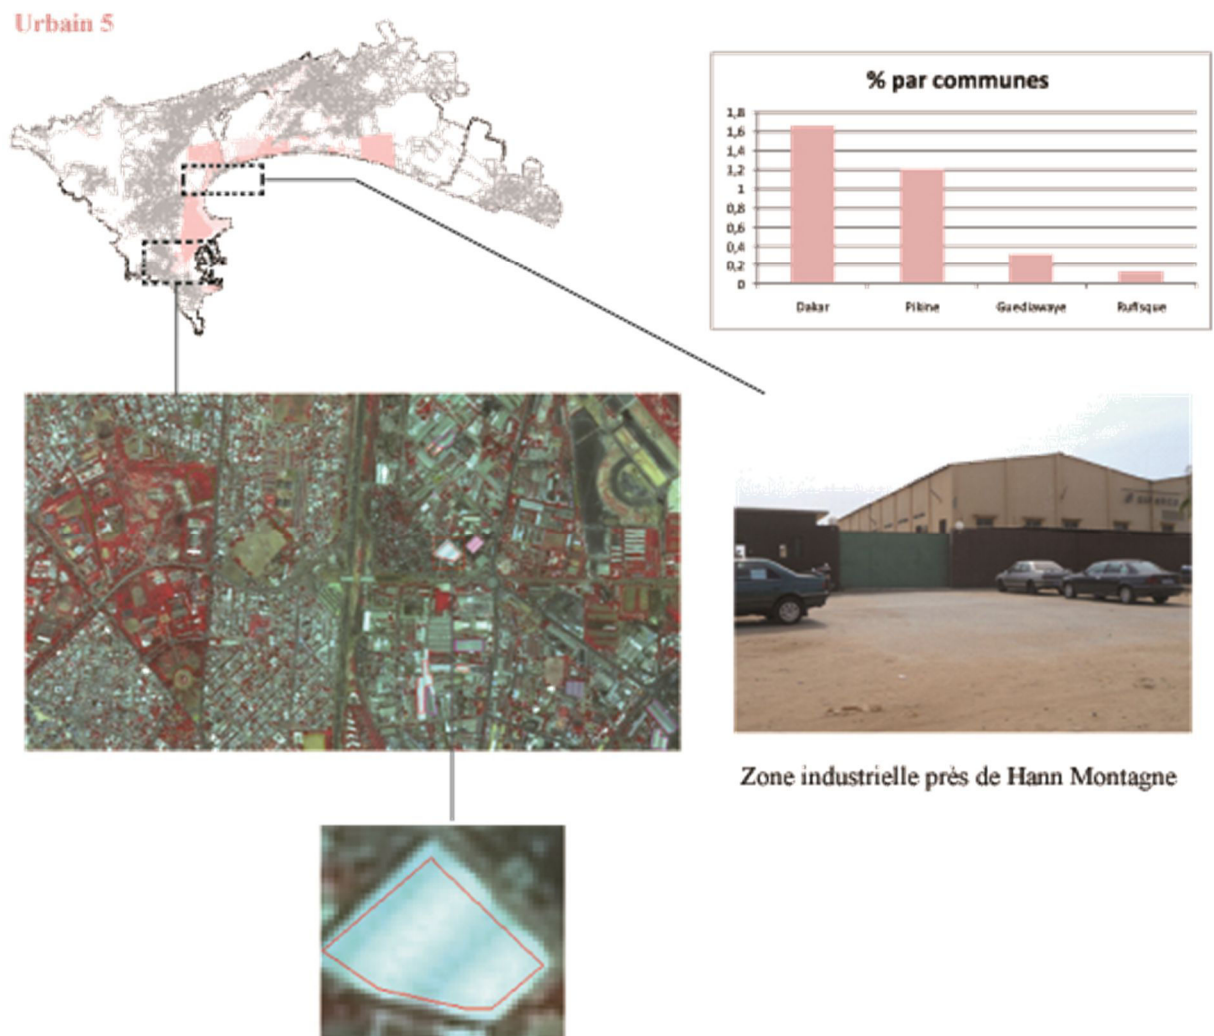 Urbain 5
% par communes
1,8
1,6
1,4
1,2
1
0,8
0,6
0,4
0,2
0
Dakar Pikine Guediawaye Rufisque
Zone industrielle près de Hann Montagne